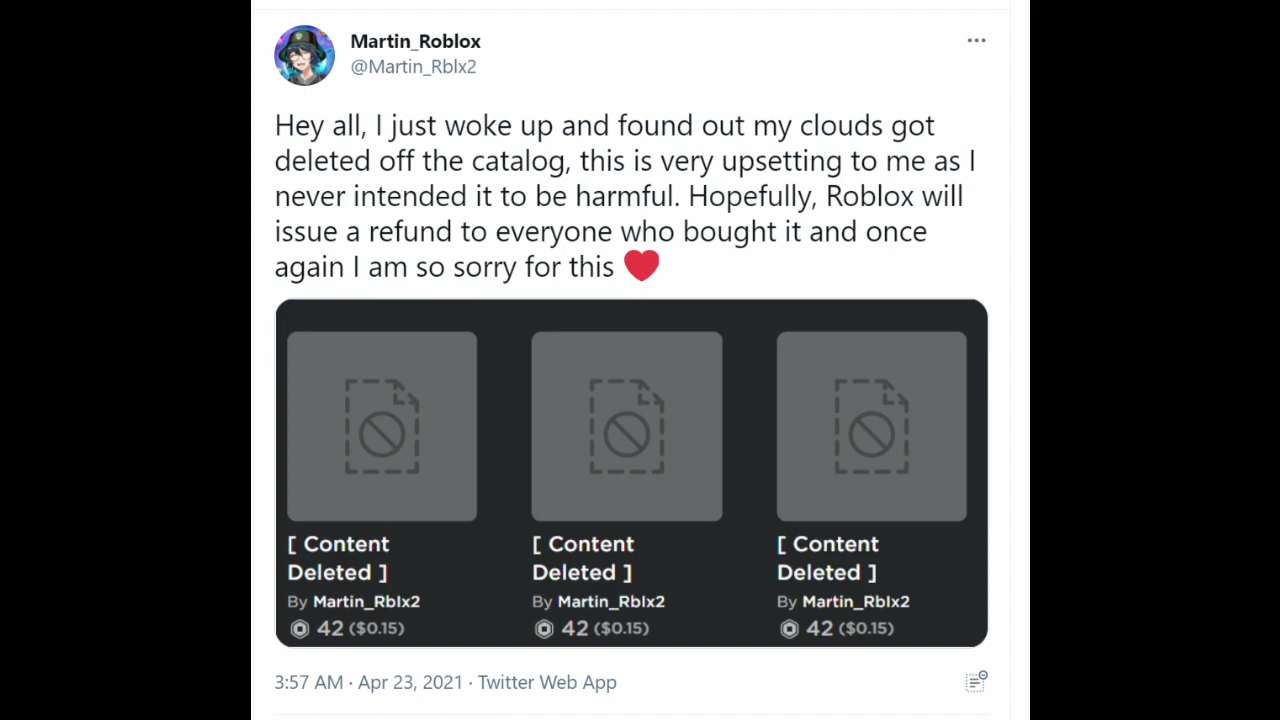 Martin_Roblox
@Martin_Rblx2
Hey all, I just woke up and found out my clouds got
deleted off the catalog, this is very upsetting to me as I
never intended it to be harmful. Hopefully, Roblox will
issue a refund to everyone who bought it and once
again I am so sorry for this ❤
[ Content
Deleted ]
By Martin_Rblx2
42 ($0.15)
[ Content
Deleted ]
By Martin_Rblx2
42 ($0.15)
[ Content
Deleted ]
By Martin_Rblx2
42 ($0.15)
3:57 AM · Apr 23, 2021 · Twitter Web App